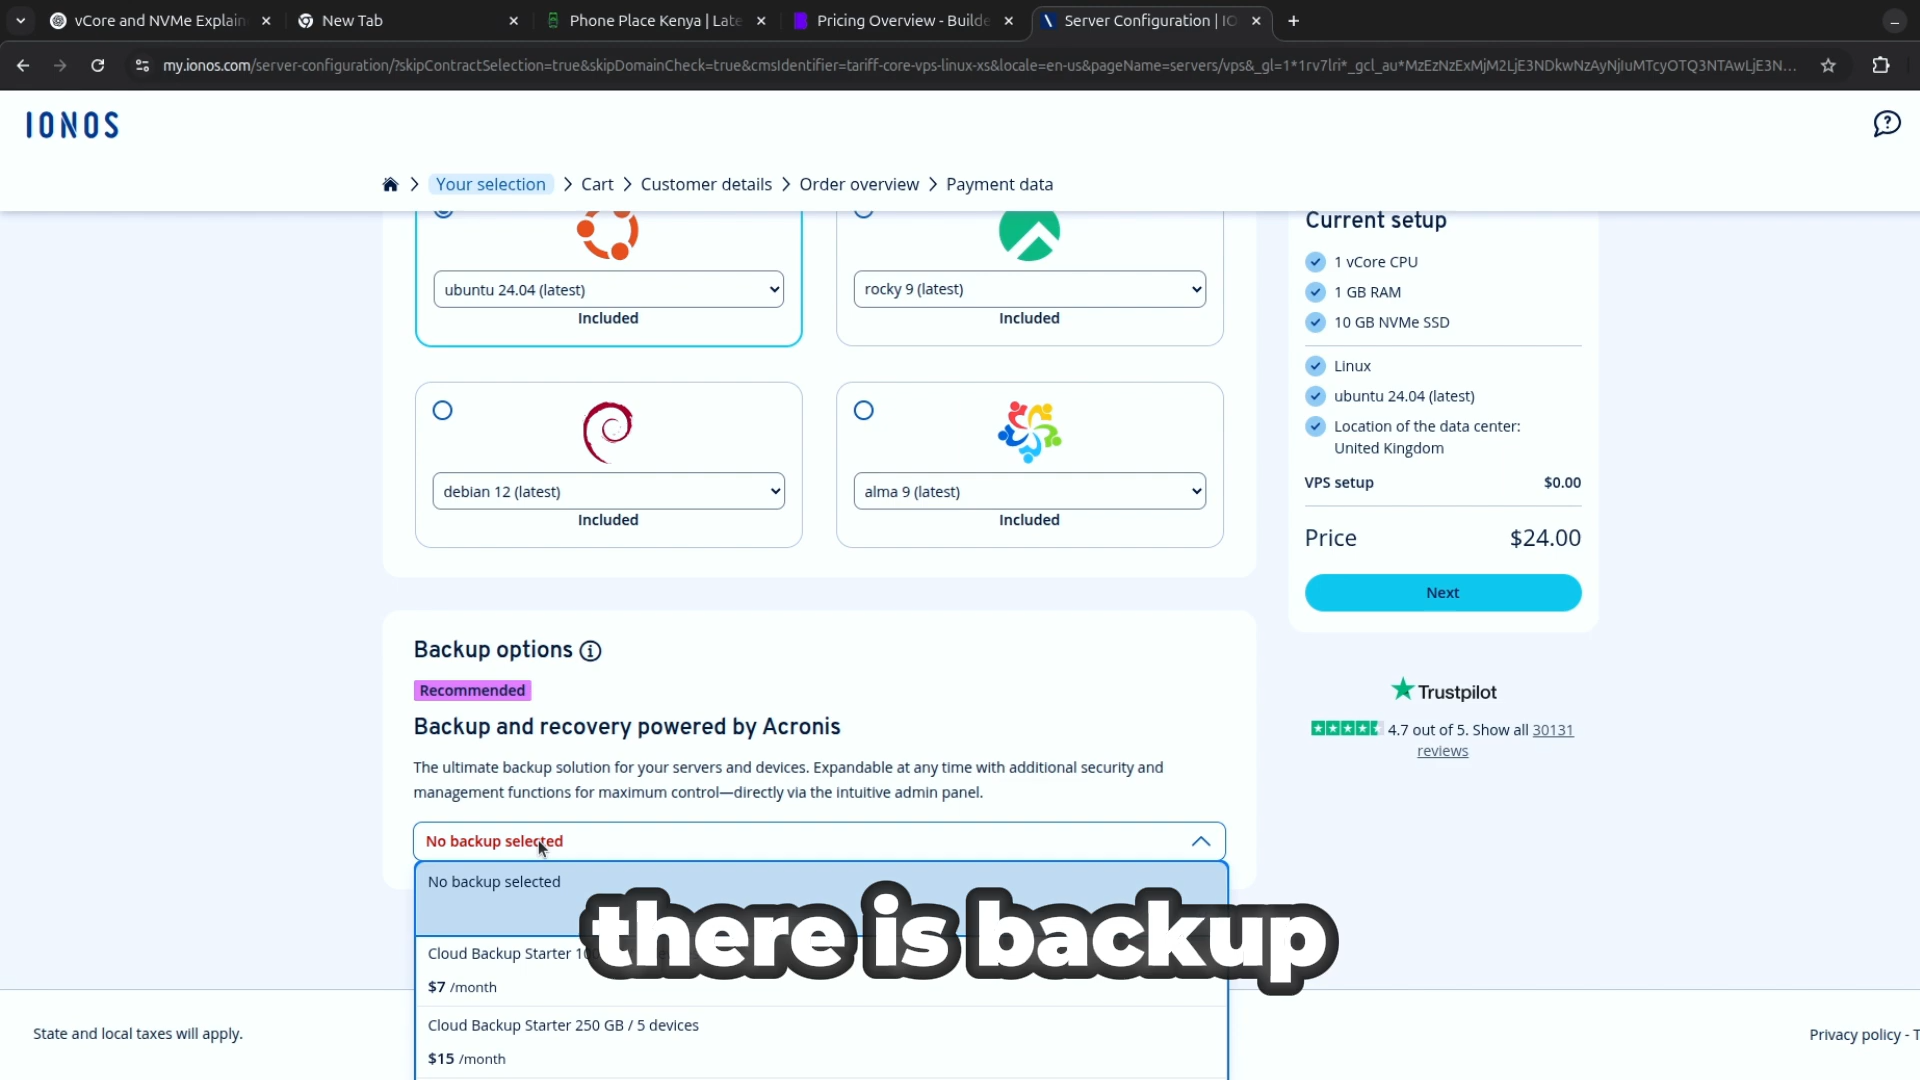 vCore and NVMe Explain
New Tab
Phone Place Kenya | Late
Pricing Overview - Builde
Server Configuration | IO
my.ionos.com/server-configuration/?skipContractSelection=true&skipDomainCheck=true&cmsIdentifier=tariff-core-vps-linux-xs&locale=en-us&pageName=servers/vps&_gl=1*1rv7lri*_gcl_au*MzEzNzExMjM2LjE3NDkwNzAyNjIuMTcyOTQ3NTAwLjE3N...
IONOS
Your selection > Cart > Customer details > Order overview > Payment data
ubuntu 24.04 (latest)
Included
rocky 9 (latest)
Included
debian 12 (latest)
Included
alma 9 (latest)
Included
Current setup
1 vCore CPU
1 GB RAM
10 GB NVMe SSD
Linux
ubuntu 24.04 (latest)
Location of the data center:
United Kingdom
VPS setup $0.00
Price $24.00
Next
Trustpilot
4.7 out of 5. Show all 30131
reviews
Backup options
Recommended
Backup and recovery powered by Acronis
The ultimate backup solution for your servers and devices. Expandable at any time with additional security and
management functions for maximum control—directly via the intuitive admin panel.
No backup selected
No backup selected
there is backup
Cloud Backup Starter
$7 /month
Cloud Backup Starter 250 GB / 5 devices
$15 /month
State and local taxes will apply.
Privacy policy -